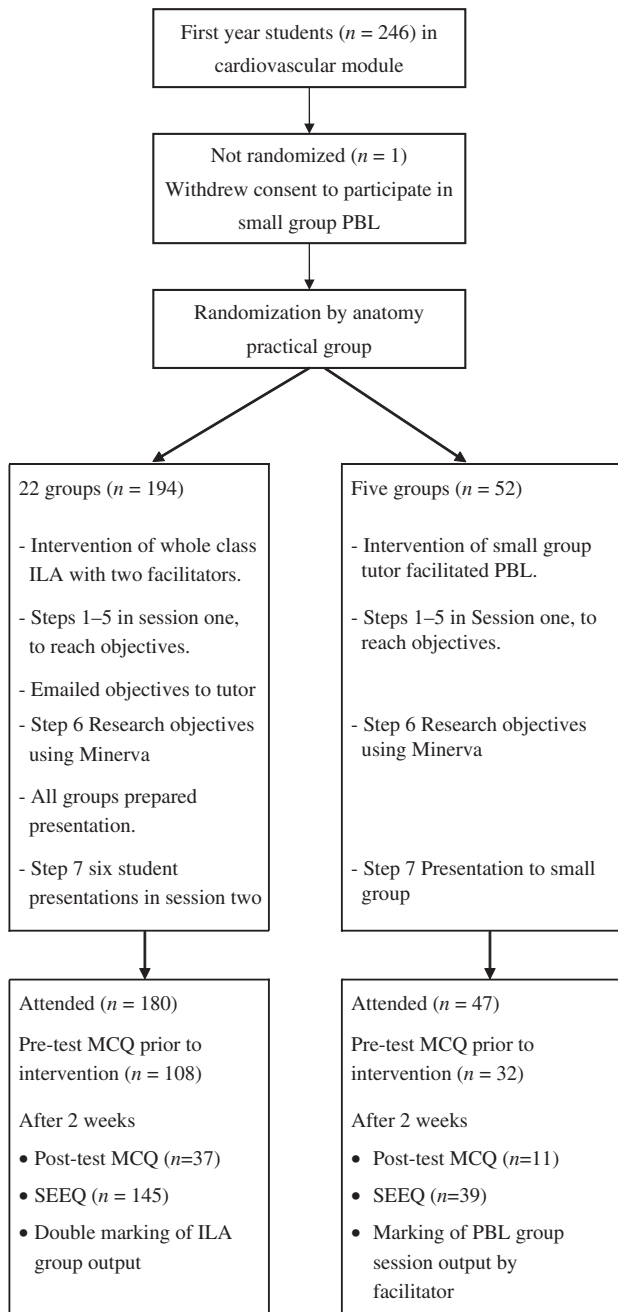 First year students (n = 246) in
cardiovascular module
Not randomized (n = 1)
Withdrew consent to participate in
small group PBL
Randomization by anatomy
practical group
22 groups (n = 194)
- Intervention of whole class
ILA with two facilitators.
- Steps 1–5 in session one,
to reach objectives.
- Emailed objectives to tutor
- Step 6 Research objectives
using Minerva
- All groups prepared
presentation.
- Step 7 six student
presentations in session two
Five groups (n = 52)
- Intervention of small group
tutor facilitated PBL.
- Steps 1–5 in Session one, to
reach objectives.
- Step 6 Research objectives
using Minerva
- Step 7 Presentation to small
group
Attended (n = 180)
Pre-test MCQ prior to
intervention (n = 108)
After 2 weeks
• Post-test MCQ (n=37)
• SEEQ (n = 145)
• Double marking of ILA
group output
Attended (n = 47)
Pre-test MCQ prior to
intervention (n = 32)
After 2 weeks
• Post-test MCQ (n=11)
• SEEQ (n=39)
• Marking of PBL group
session output by
facilitator